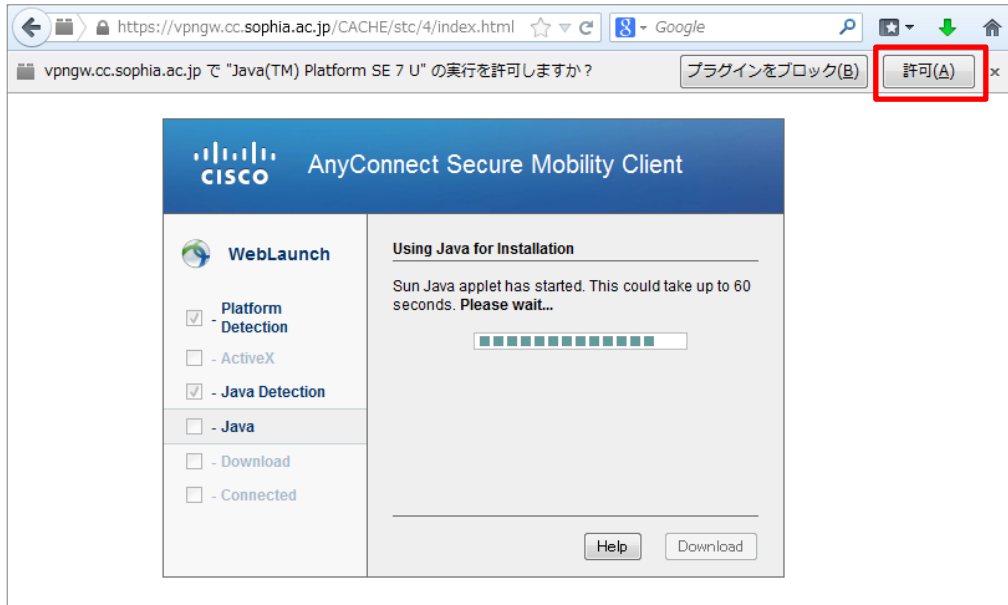 https://vpngw.cc.sophia.ac.jp/CACHE/stc/4/index.html 8 Google
vpngw.cc.sophia.ac.jp で "Java(TM) Platform SE 7 U" の実行を許可しますか？ プラグインをブロック(B) 許可(A) ×
CISCO AnyConnect Secure Mobility Client
WebLaunch
Platform
- Detection
- ActiveX
- Java Detection
- Java
- Download
- Connected
Using Java for Installation
Sun Java applet has started. This could take up to 60
seconds. Please wait...
Help Download